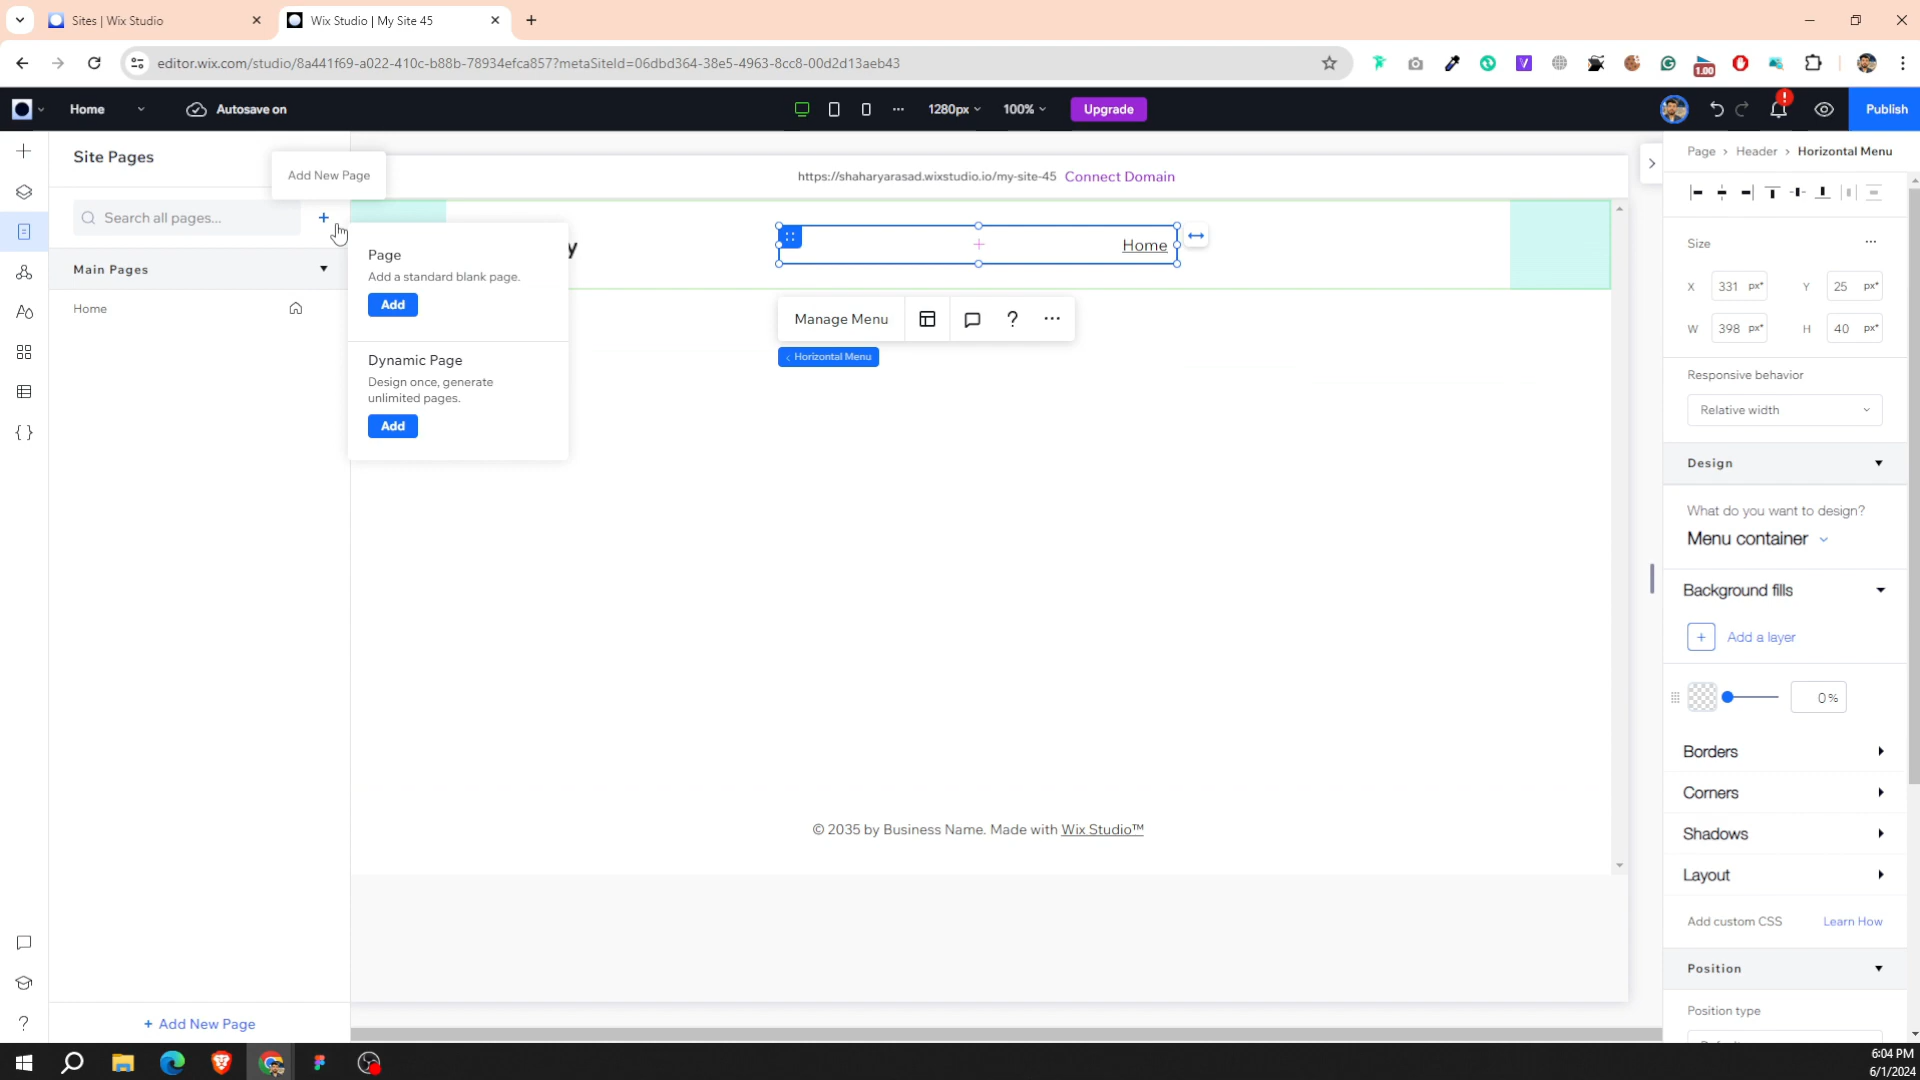 Sites | Wix Studio
Wix Studio | My Site 45
editor.wix.com/studio/8a441f69-a022-410c-b88b-78934efca857?metaSiteId=06dbd364-38e5-4963-8cc8-00d2d13aeb43
1.00
Home
Autosave on
1280px
100%
Upgrade
Publish
Site Pages
Add New Page
Search all pages...
Main Pages
Home
Page
Add a standard blank page.
Add
Dynamic Page
Design once, generate
unlimited pages.
Add
+ Add New Page
https://shaharyarasad.wixstudio.io/my-site-45 Connect Domain
y
Home
Manage Menu
Horizontal Menu
© 2035 by Business Name. Made with Wix Studio™
Page > Header > Horizontal Menu
Size
X 331 px* Y 25 px*
W 398 px* H 40 px*
Responsive behavior
Relative width
Design
What do you want to design?
Menu container
Background fills
Add a layer
0 %
Borders
Corners
Shadows
Layout
Add custom CSS Learn How
Position
Position type
6:04 PM
6/1/2024